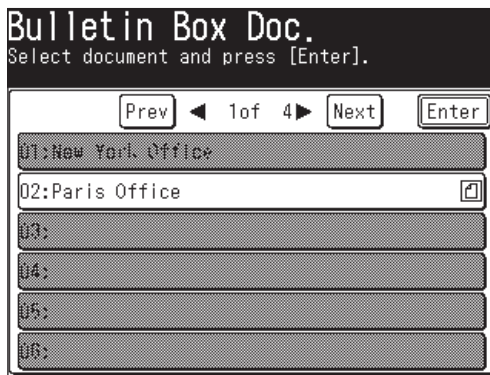 Bulletin Box Doc.
Select document and press [Enter].
Prev ◀ 1of 4▶ Next Enter
01:New York Office
02:Paris Office
03:
04:
05:
06: